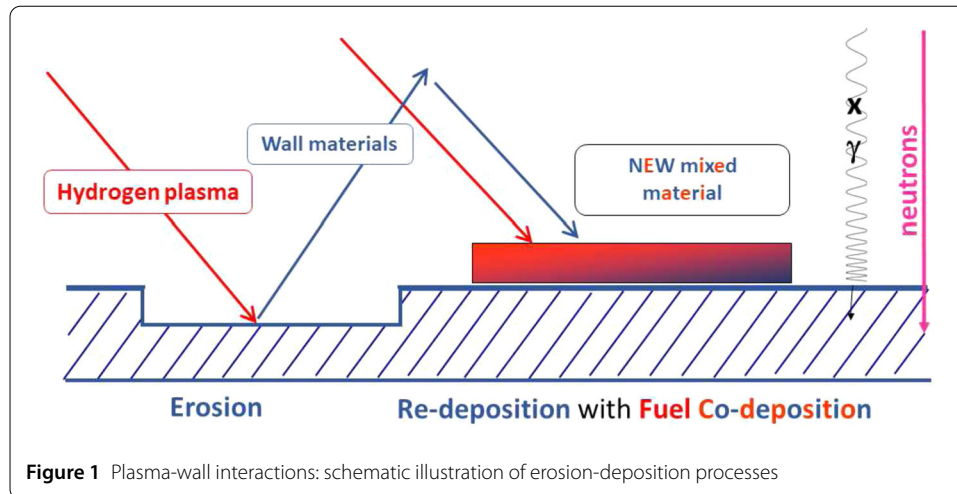 Hydrogen plasma
Wall materials
NEW mixed
material
x
γ
neutrons
Erosion
Re-deposition with Fuel Co-deposition
Figure 1 Plasma-wall interactions: schematic illustration of erosion-deposition processes